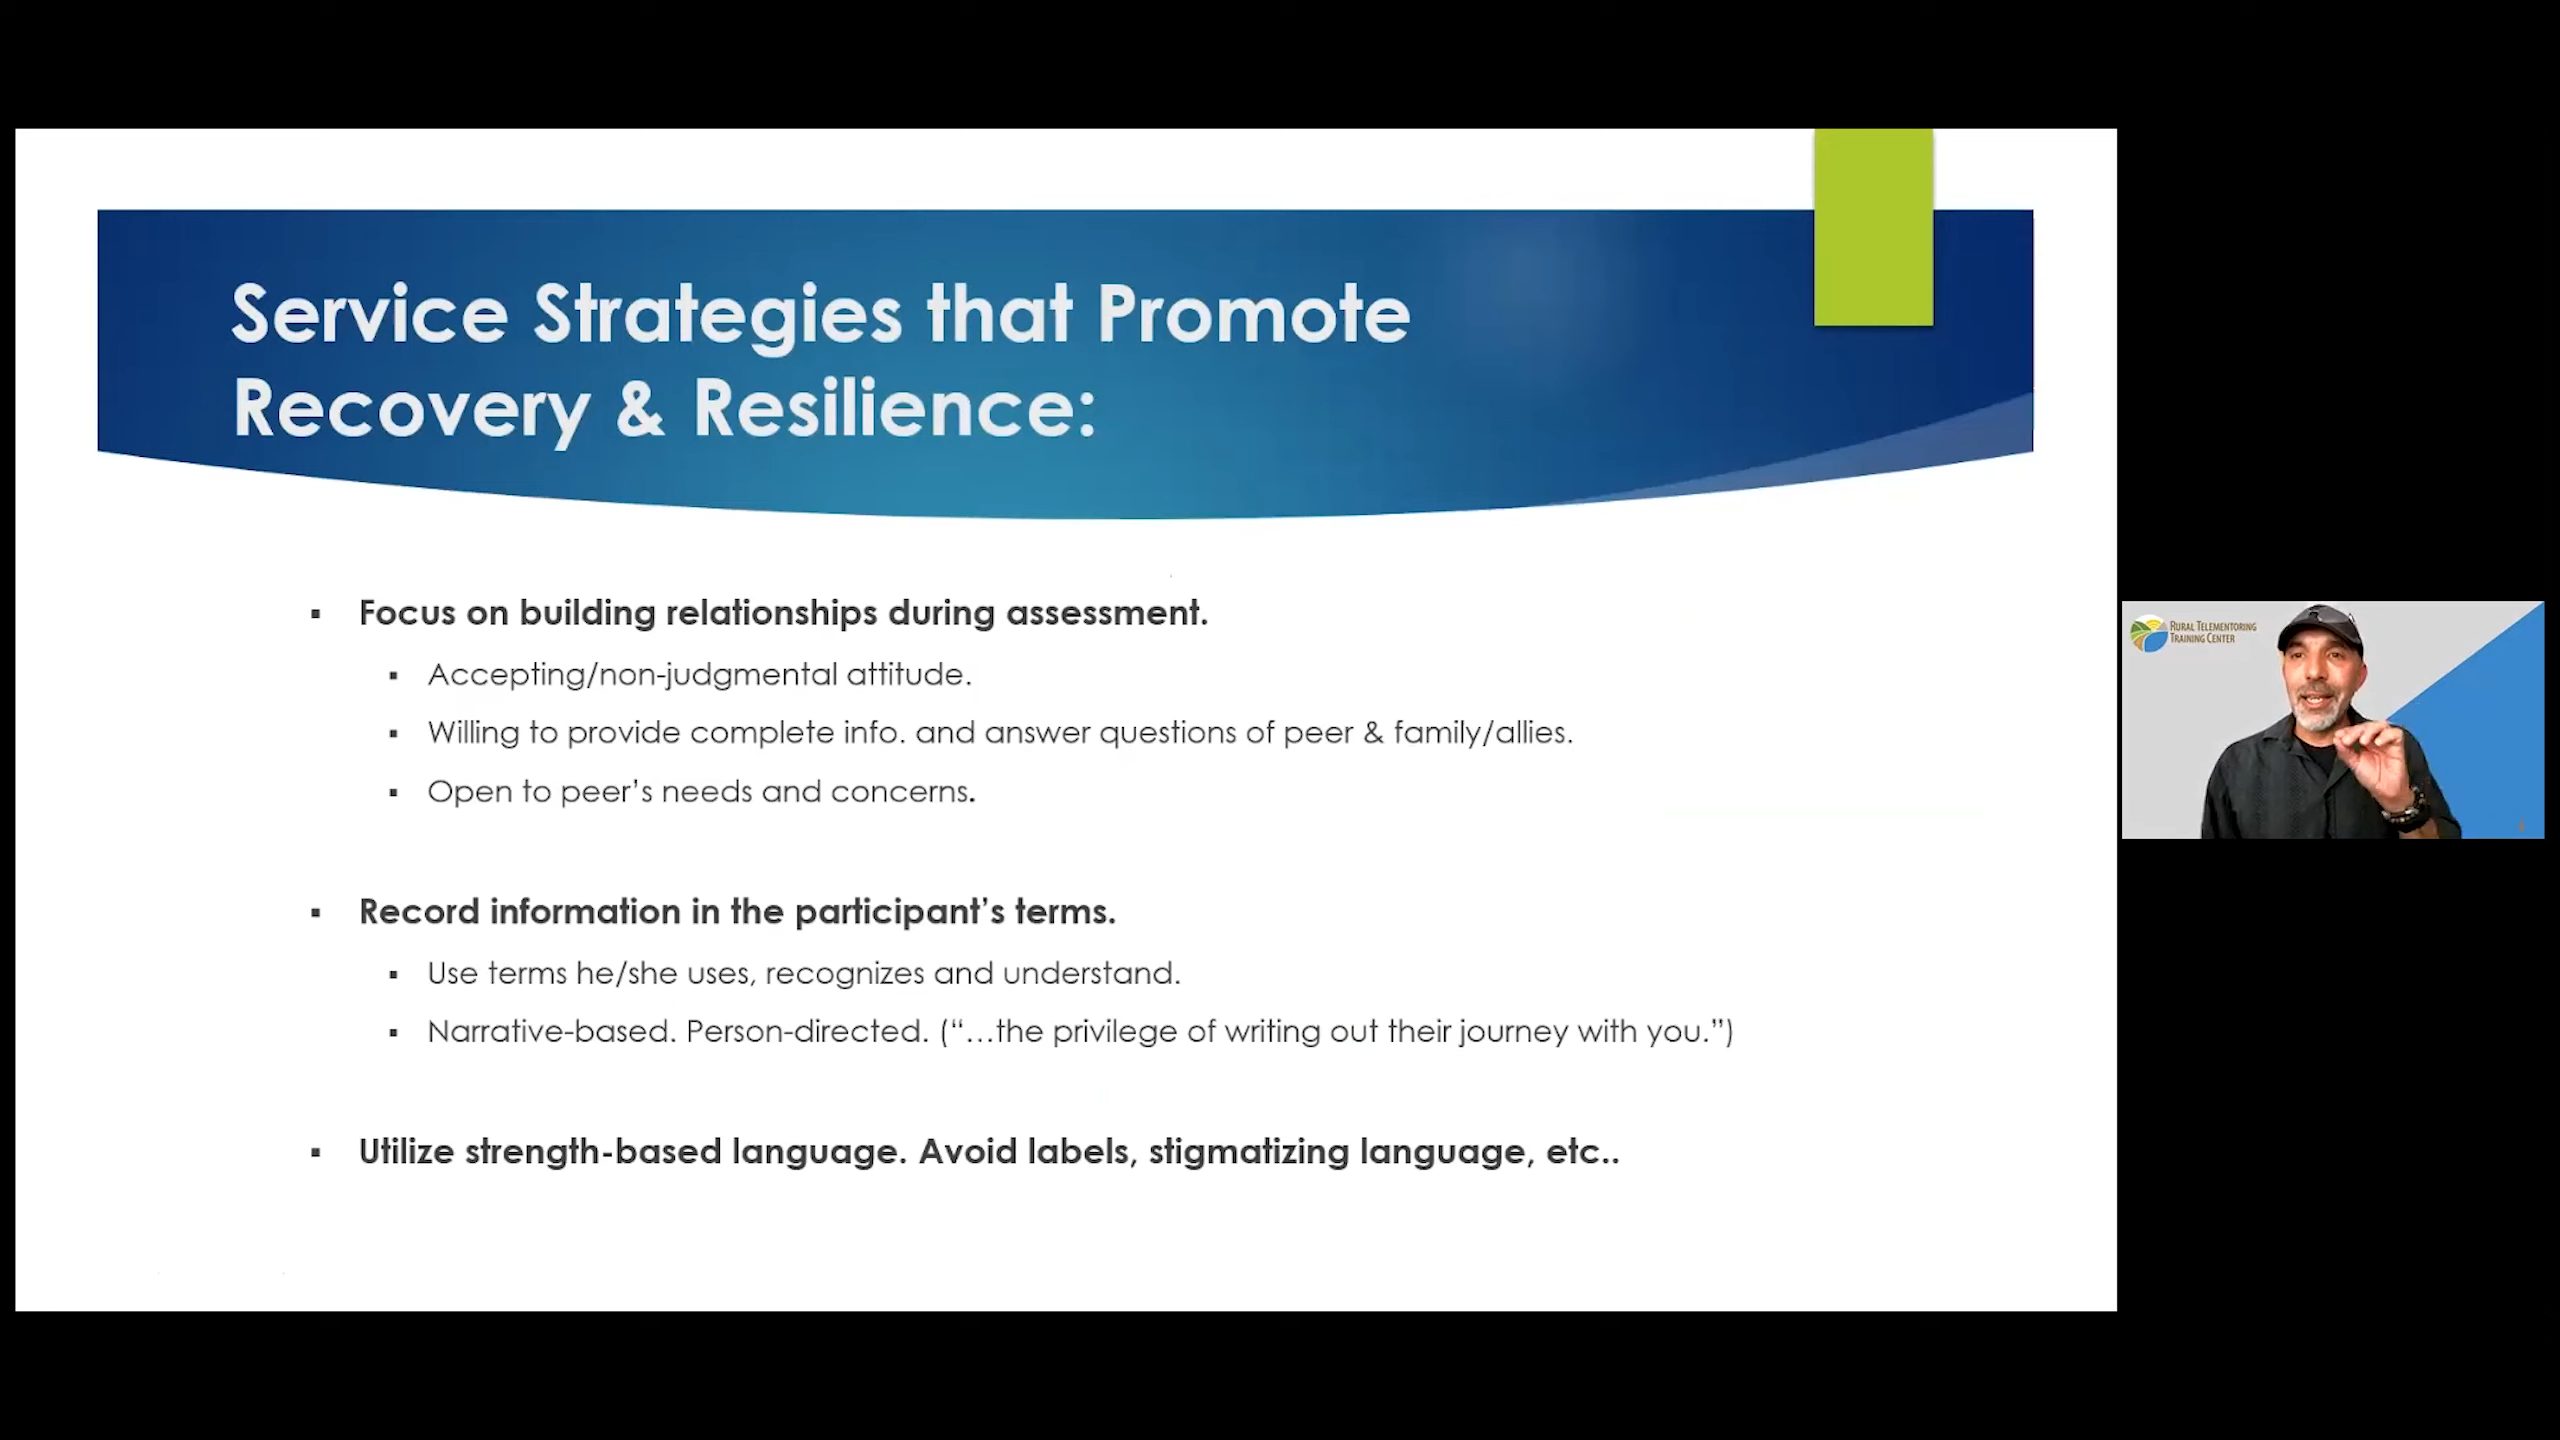 Service Strategies that Promote
Recovery & Resilience:
▪ Focus on building relationships during assessment.
▪ Accepting/non-judgmental attitude.
▪ Willing to provide complete info. and answer questions of peer & family/allies.
▪ Open to peer’s needs and concerns.
▪ Record information in the participant’s terms.
▪ Use terms he/she uses, recognizes and understand.
▪ Narrative-based. Person-directed. (“…the privilege of writing out their journey with you.”)
▪ Utilize strength-based language. Avoid labels, stigmatizing language, etc..
RURAL TELEMENTORING
TRAINING CENTER